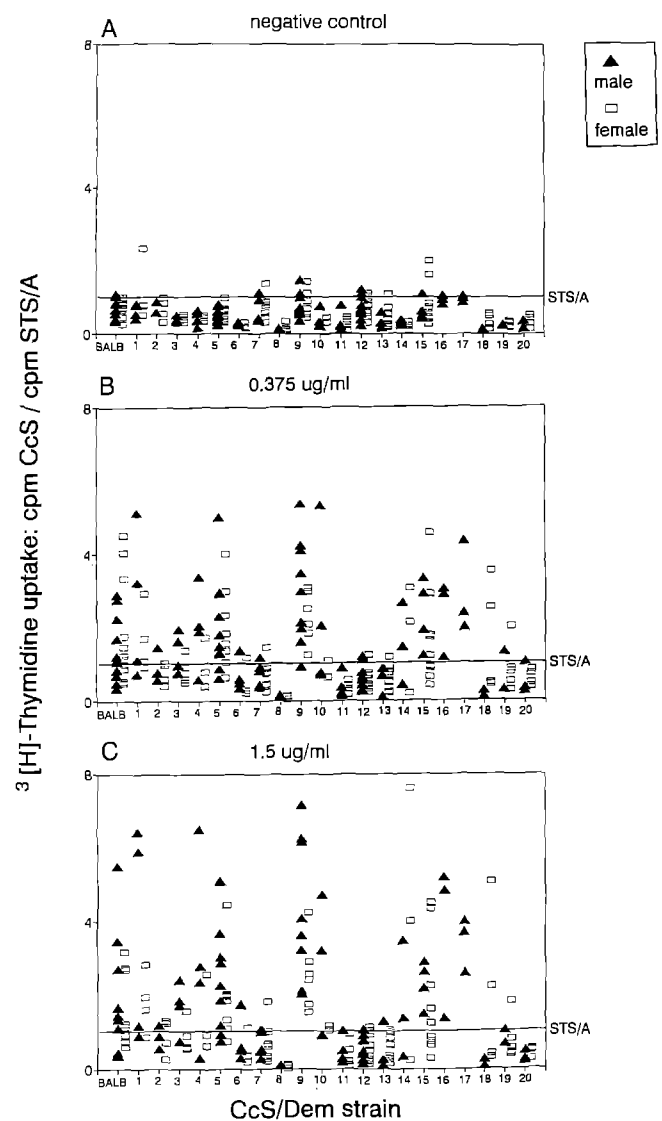 A
negative control
8
4
0
STS/A
BALB 1 2 3 4 5 6 7 8 9 10 11 12 13 14 15 16 17 18 19 20
male
female
³[H]-Thymidine uptake: cpm CcS / cpm STS/A
B
0.375 ug/ml
8
4
0
STS/A
BALB 1 2 3 4 5 6 7 8 9 10 11 12 13 14 15 16 17 18 19 20
C
1.5 ug/ml
8
4
0
STS/A
BALB 1 2 3 4 5 6 7 8 9 10 11 12 13 14 15 16 17 18 19 20
CcS/Dem strain